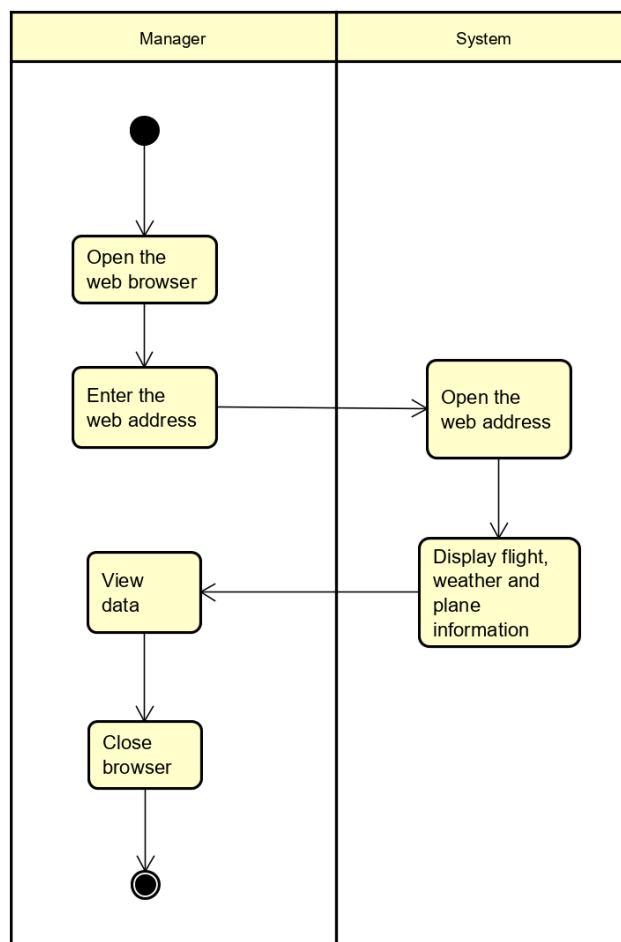 Manager
System
Open the
web browser
Enter the
web address
Open the
web address
Display flight,
weather and
plane
information
View
data
Close
browser